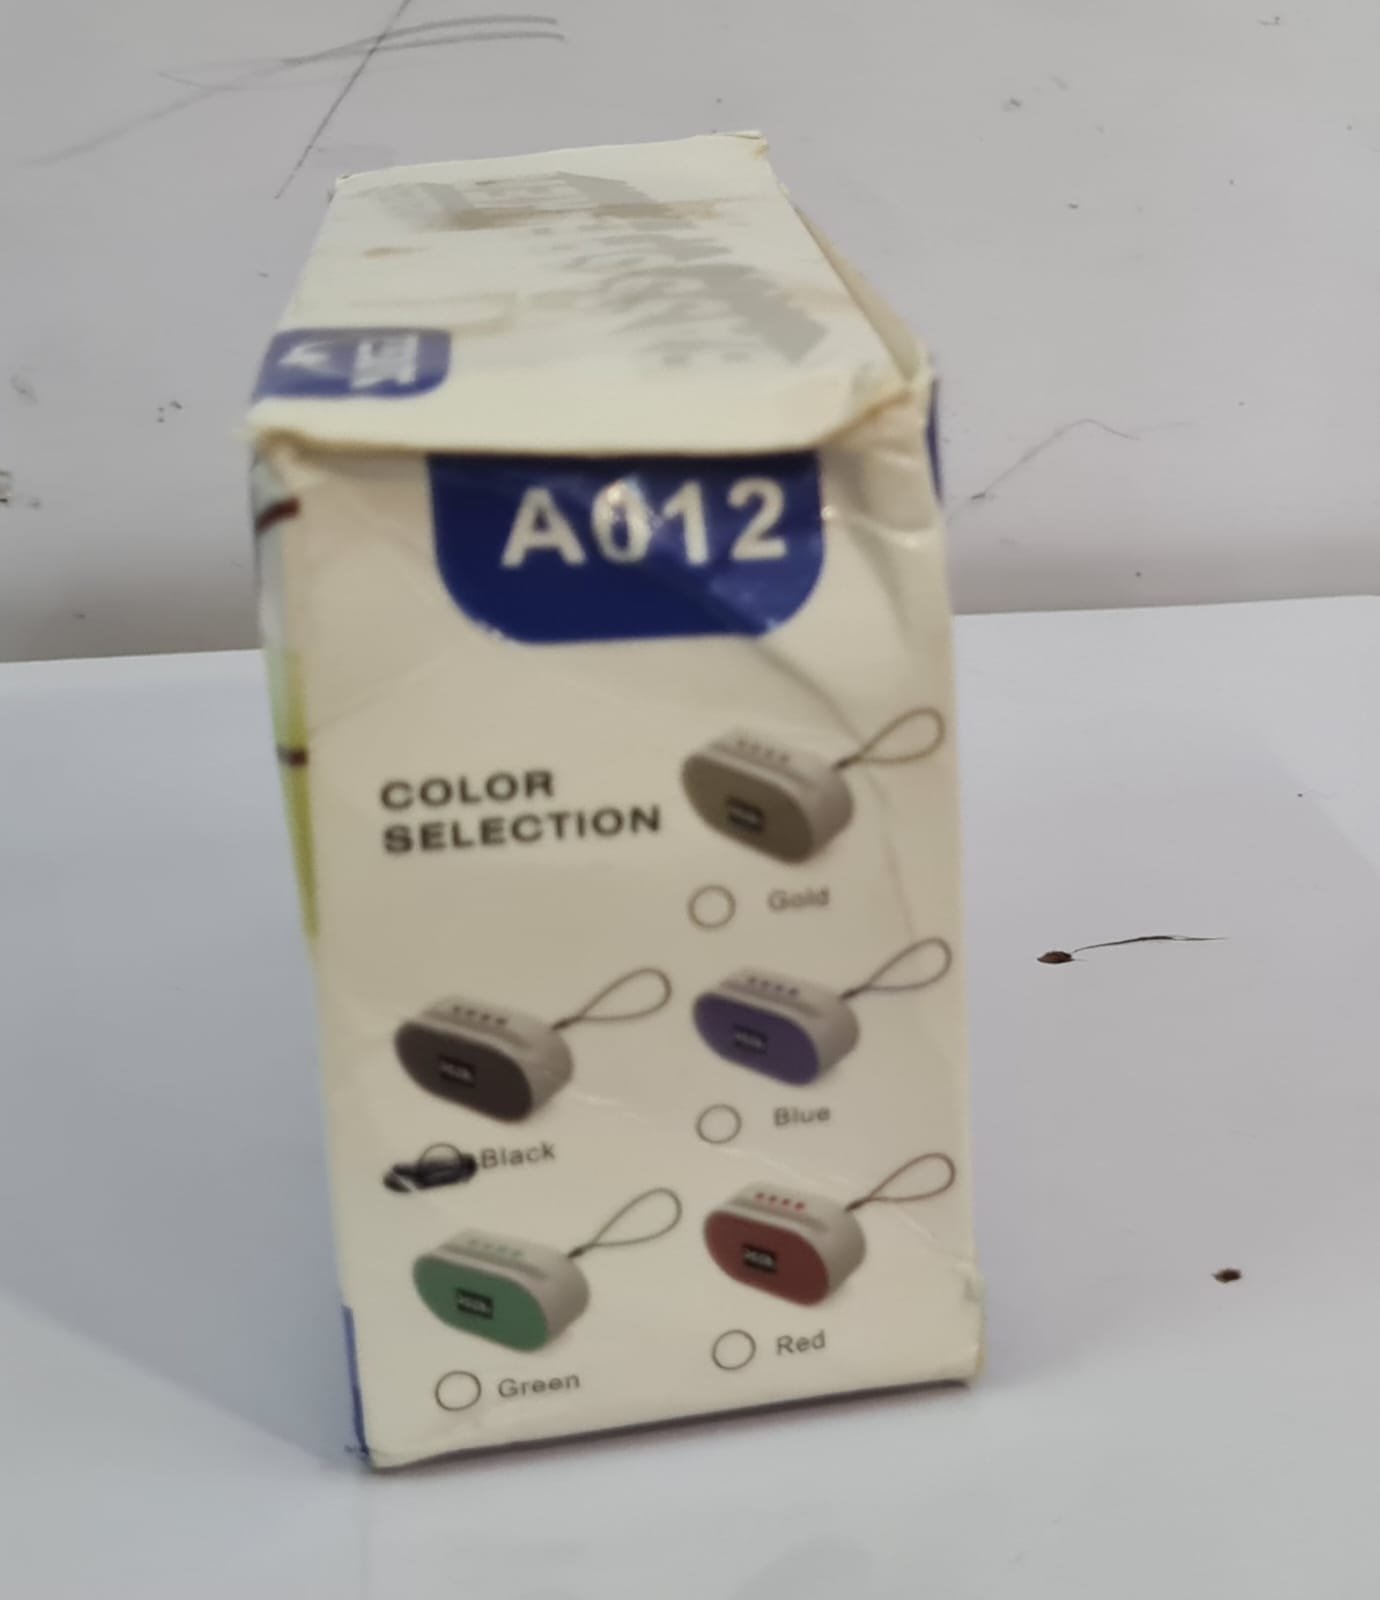 A012
COLOR
SELECTION
Gold
Black
Blue
Green
Red